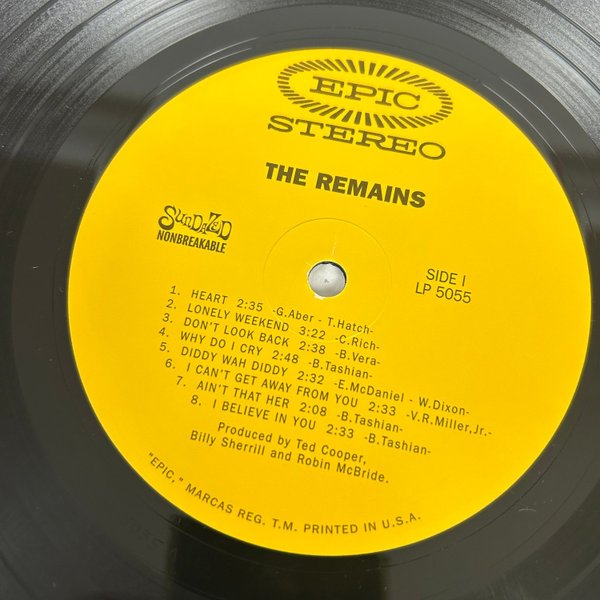 EPIC
STEREO
THE REMAINS
SUNDAZED
NONBREAKABLE
SIDE I
LP 5055
1. HEART 2:35 -G.Aber - T.Hatch-
2. LONELY WEEKEND 3:22 -C.Rich-
3. DON'T LOOK BACK 2:38 -B.Vera-
4. WHY DO I CRY 2:48 -B.Tashian-
5. DIDDY WAH DIDDY 2:32 -E.McDaniel - W.Dixon-
6. I CAN'T GET AWAY FROM YOU 2:33 -V.R.Miller,Jr.-
7. AIN'T THAT HER 2:08 -B.Tashian-
8. I BELIEVE IN YOU 2:33 -B.Tashian-
Produced by Ted Cooper,
Billy Sherrill and Robin McBride.
"EPIC," MARCAS REG. T.M. PRINTED IN U.S.A.